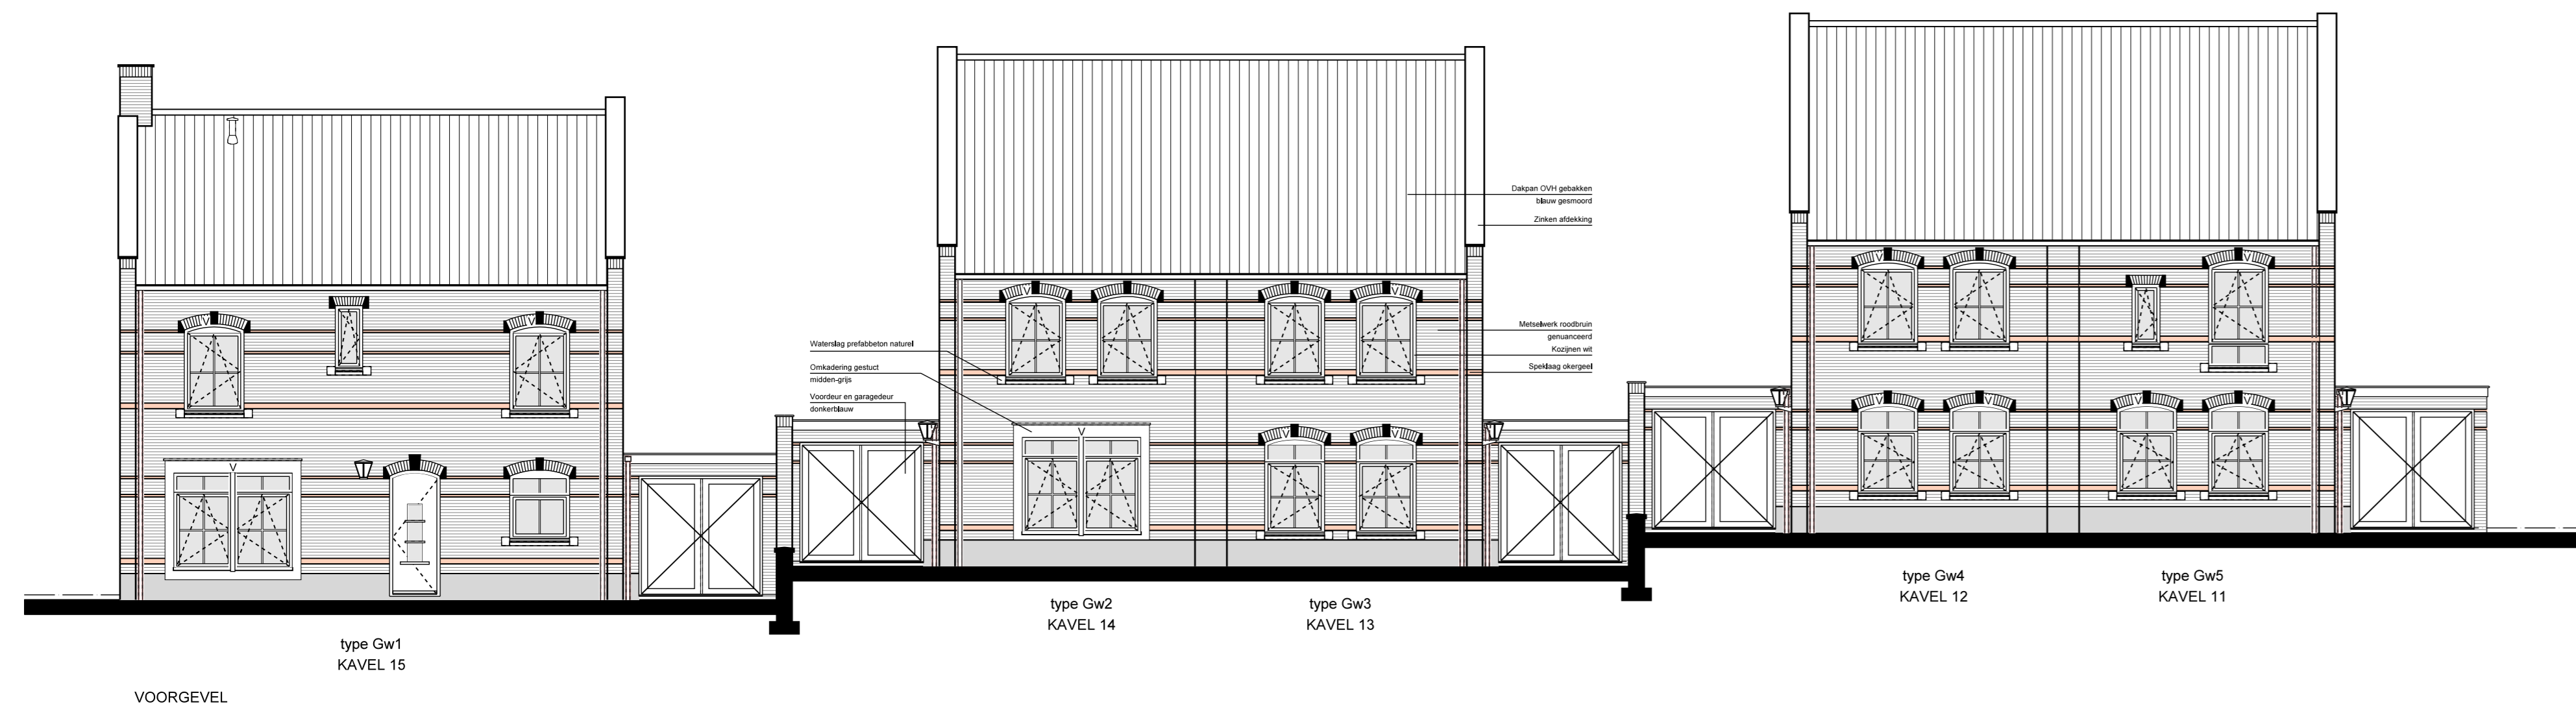 Dakpan OVH gebakken
blauw gesmoord
Zinken afdekking
Metselwerk roodbruin
genuanceerd
Kozijnen wit
Speklaag okergeel
Waterslag prefabbeton naturel
Omkadering gestuct
midden-grijs
Voordeur en garagedeur
donkerblauw
type Gw1
KAVEL 15
type Gw2
KAVEL 14
type Gw3
KAVEL 13
type Gw4
KAVEL 12
type Gw5
KAVEL 11
VOORGEVEL